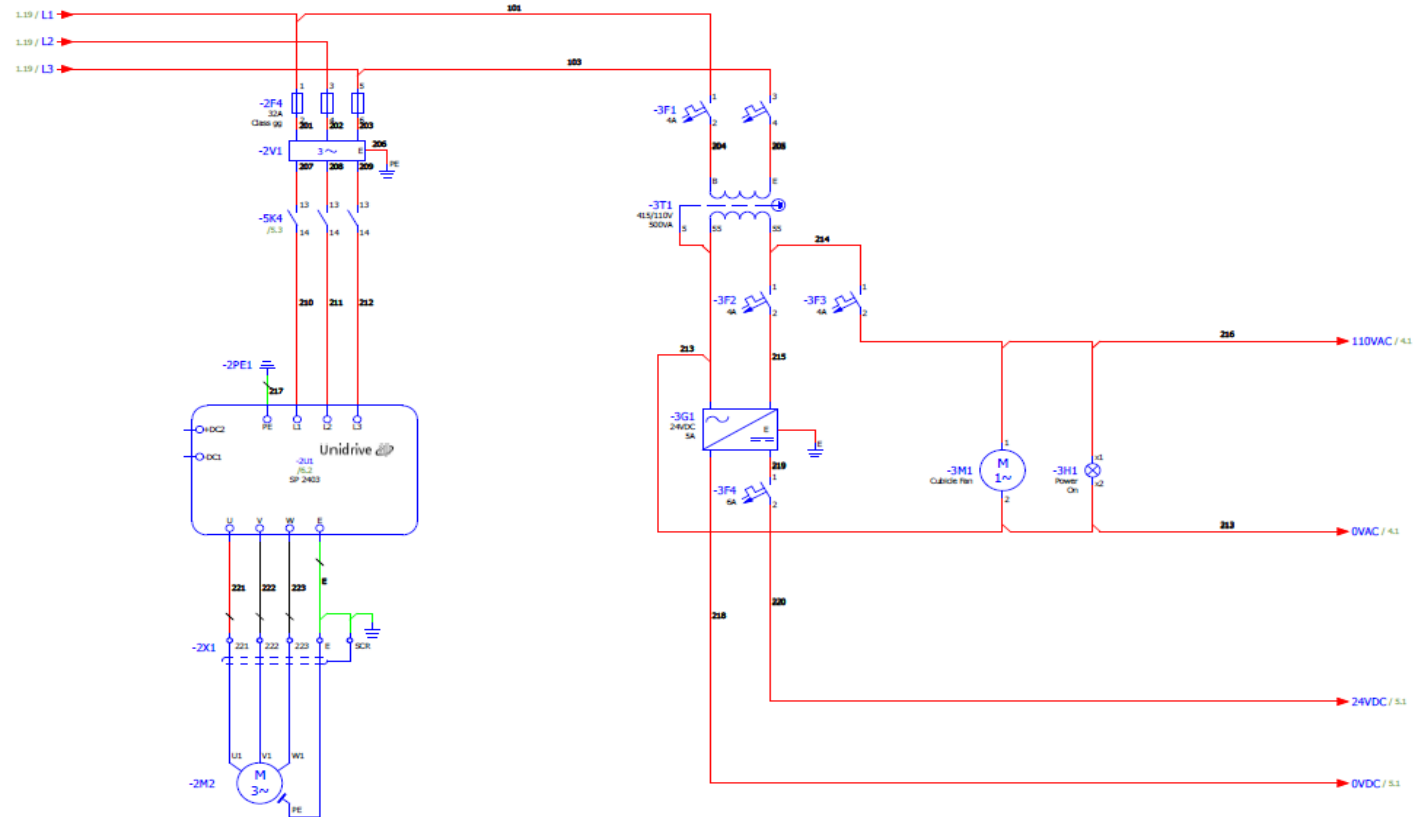 1.19 / L1
101
1.19 / L2
1.19 / L3
103
1 3 5
-2F4
32A
Class gg
2 4 6
201 202 203
-2V1
3~
E
206
PE
207 208 209
-5K4
/5.3
13 13 13
14 14 14
210 211 212
-2PE1
217
PE L1 L2 L3
+DC2
-DC1
Unidrive
-2U1
/6.2
SP 2403
U V W E
221 222 223 E
-2X1
221 222 223 E SCR
U1 V1 W1
-2M2
M
3~
PE
-3F1
4A
1 3
2 4
204 205
B E
-3T1
415/110V
500VA
S 55 55
214
-3F2
4A
1
2
-3F3
4A
1
2
213
215
216
110VAC / 4.1
-3G1
24VDC
5A
E
E
219
-3F4
6A
1
2
-3M1
Cubicle Fan
1
M
1~
2
-3H1
Power
On
x1
x2
213
0VAC / 4.1
218
220
24VDC / 5.1
0VDC / 5.1